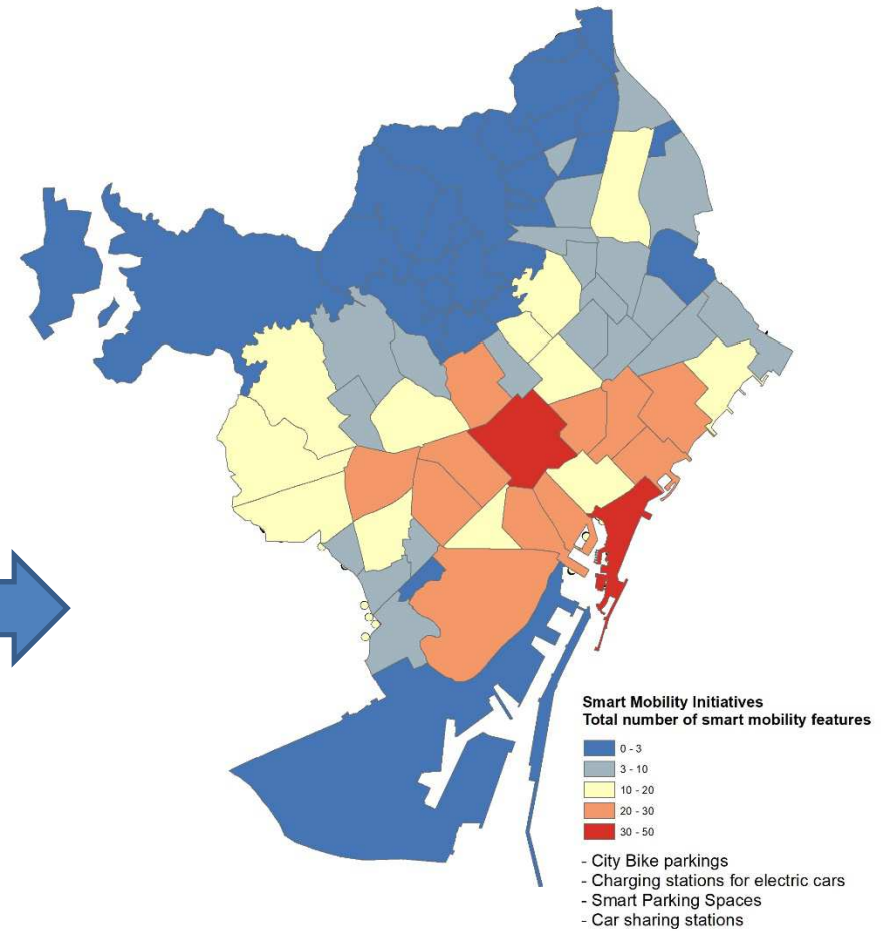 Smart Mobility Initiatives
Total number of smart mobility features
0 - 3
3 - 10
10 - 20
20 - 30
30 - 50
- City Bike parkings
- Charging stations for electric cars
- Smart Parking Spaces
- Car sharing stations